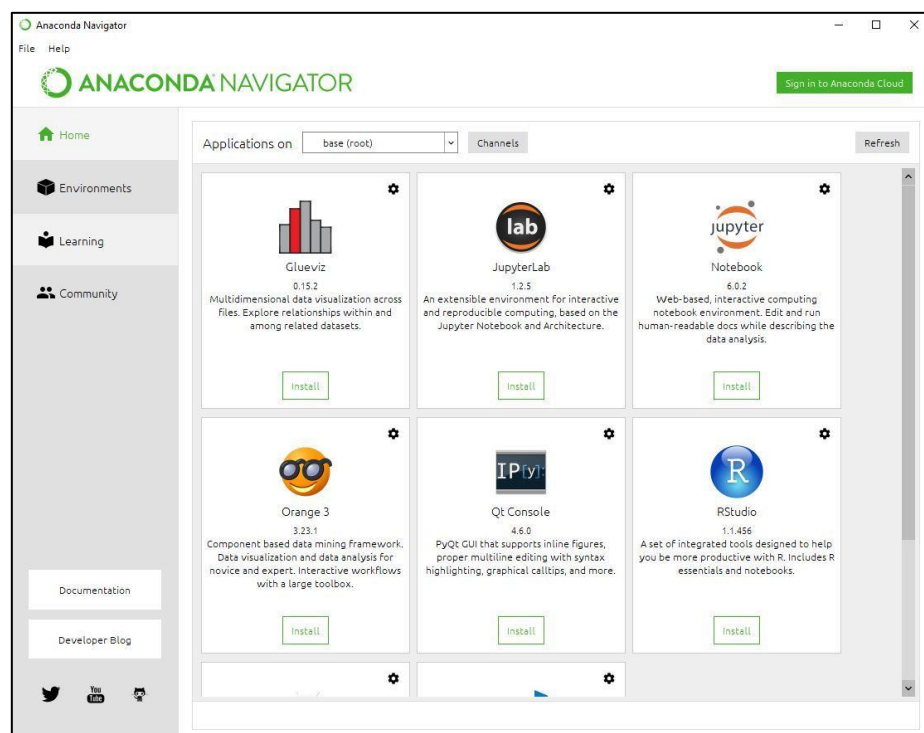 Anaconda Navigator
File Help
ANACONDA NAVIGATOR
Sign in to Anaconda Cloud
Home
Environments
Learning
Community
Documentation
Developer Blog
You
Tube
Applications on base (root) Channels Refresh
Glueviz
0.15.2
Multidimensional data visualization across
files. Explore relationships within and
among related datasets.
Install
lab
JupyterLab
1.2.5
An extensible environment for interactive
and reproducible computing, based on the
Jupyter Notebook and Architecture.
Install
jupyter
Notebook
6.0.2
Web-based, interactive computing
notebook environment. Edit and run
human-readable docs while describing the
data analysis.
Install
Orange 3
3.23.1
Component based data mining framework.
Data visualization and data analysis for
novice and expert. Interactive workflows
with a large toolbox.
Install
IP[y]:
Qt Console
4.6.0
PyQt GUI that supports inline figures,
proper multiline editing with syntax
highlighting, graphical calltips, and more.
Install
R
RStudio
1.1.456
A set of integrated tools designed to help
you be more productive with R. Includes R
essentials and notebooks.
Install